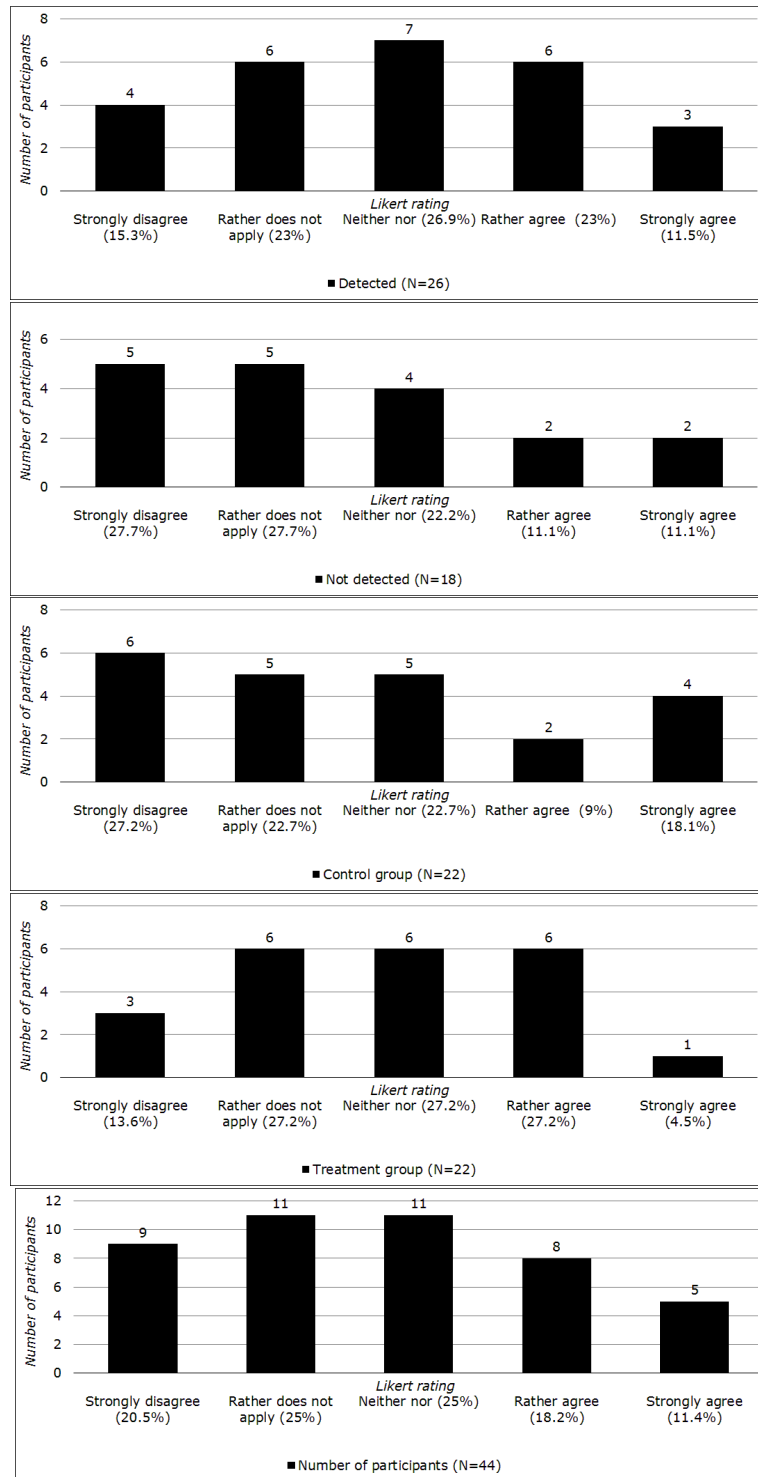 8
7
6
6
6
4
4
3
2
0
Number of participants
Likert rating
Strongly disagree
(15.3%)
Rather does not
apply (23%)
Neither nor (26.9%)
Rather agree (23%)
Strongly agree
(11.5%)
Detected (N=26)
6
5
5
4
4
2
2
2
0
Number of participants
Likert rating
Strongly disagree
(27.7%)
Rather does not
apply (27.7%)
Neither nor (22.2%)
Rather agree
(11.1%)
Strongly agree
(11.1%)
Not detected (N=18)
8
6
6
5
5
4
4
2
2
0
Number of participants
Likert rating
Strongly disagree
(27.2%)
Rather does not
apply (22.7%)
Neither nor (22.7%)
Rather agree (9%)
Strongly agree
(18.1%)
Control group (N=22)
8
6
6
6
6
4
3
2
1
0
Number of participants
Likert rating
Strongly disagree
(13.6%)
Rather does not
apply (27.2%)
Neither nor (27.2%)
Rather agree
(27.2%)
Strongly agree
(4.5%)
Treatment group (N=22)
12
11
11
10
9
8
8
6
5
4
2
0
Number of participants
Likert rating
Strongly disagree
(20.5%)
Rather does not
apply (25%)
Neither nor (25%)
Rather agree
(18.2%)
Strongly agree
(11.4%)
Number of participants (N=44)